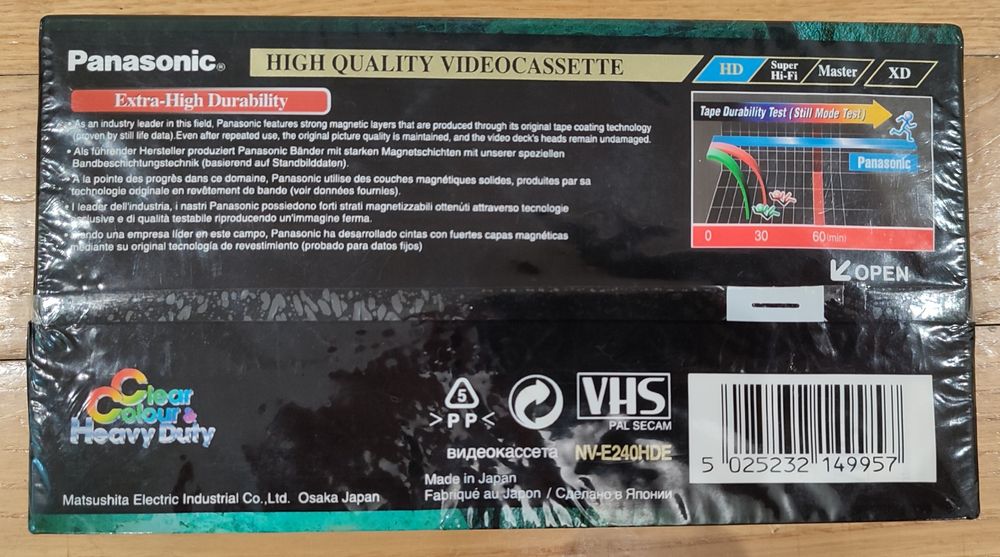 Panasonic®
HIGH QUALITY VIDEOCASSETTE
HD
Super
Hi-Fi
Master
XD
Extra-High Durability
• As an industry leader in this field, Panasonic features strong magnetic layers that are produced through its original tape coating technology
(proven by still life data).Even after repeated use, the original picture quality is maintained, and the video deck's heads remain undamaged.
• Als führender Hersteller produziert Panasonic Bänder mit starken Magnetschichten mit unserer speziellen
Bandbeschichtungstechnik (basierend auf Standbilddaten).
• A la pointe des progrès dans ce domaine, Panasonic utilise des couches magnétiques solides, produites par sa
technologie originale en revêtement de bande (voir données fournies).
• I leader dell'industria, i nastri Panasonic possiedono forti strati magnetizzabili ottenúti attraverso tecnologie
esclusive e di qualità testabile riproducendo un'immagine ferma.
una empresa líder en este campo, Panasonic ha desarrollado cintas con fuertes capas magnéticas
mediante su original tecnología de revestimiento (probado para datos fijos)
Tape Durability Test (Still Mode Test)
Panasonic
0 30 60(min)
OPEN
Clear
Colour &
Heavy Duty
5
>PP<
VHS
PAL SECAM
видеокассета NV-E240HDE
5 025232 149957
Made in Japan
Fabriqué au Japon / Сделано в Японии
Matsushita Electric Industrial Co.,Ltd. Osaka Japan